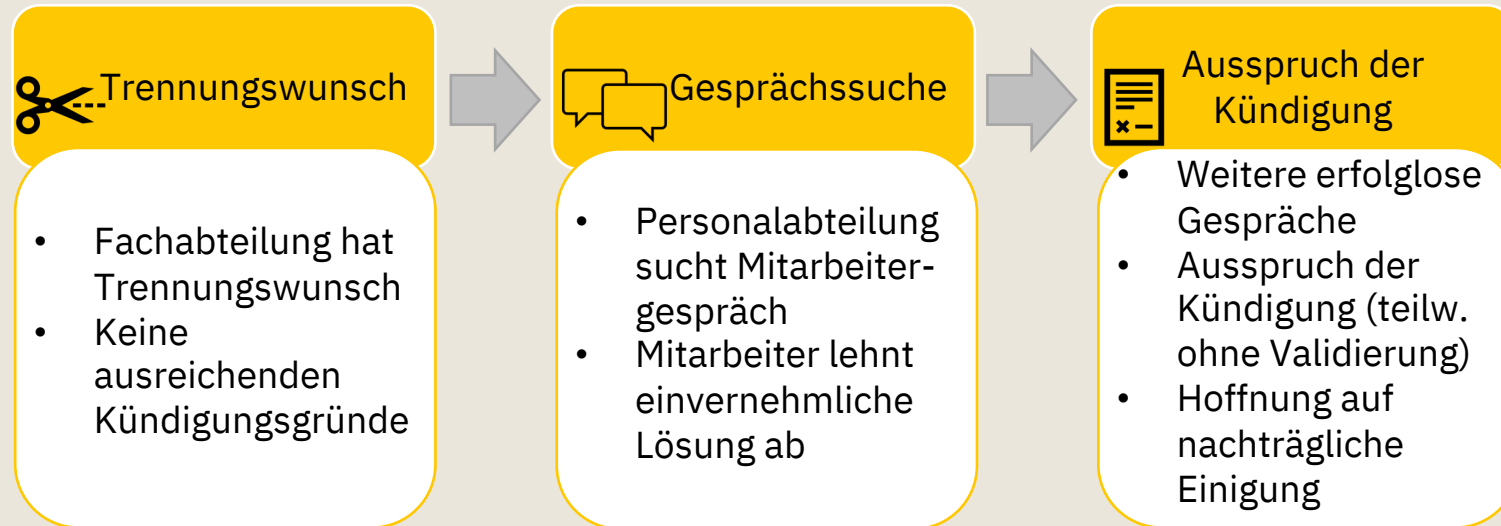 Trennungswunsch
• Fachabteilung hat
Trennungswunsch
• Keine
ausreichenden
Kündigungsgründe
Gesprächssuche
• Personalabteilung
sucht Mitarbeiter-
gespräch
• Mitarbeiter lehnt
einvernehmliche
Lösung ab
Ausspruch der
Kündigung
• Weitere erfolglose
Gespräche
• Ausspruch der
Kündigung (teilw.
ohne Validierung)
• Hoffnung auf
nachträgliche
Einigung